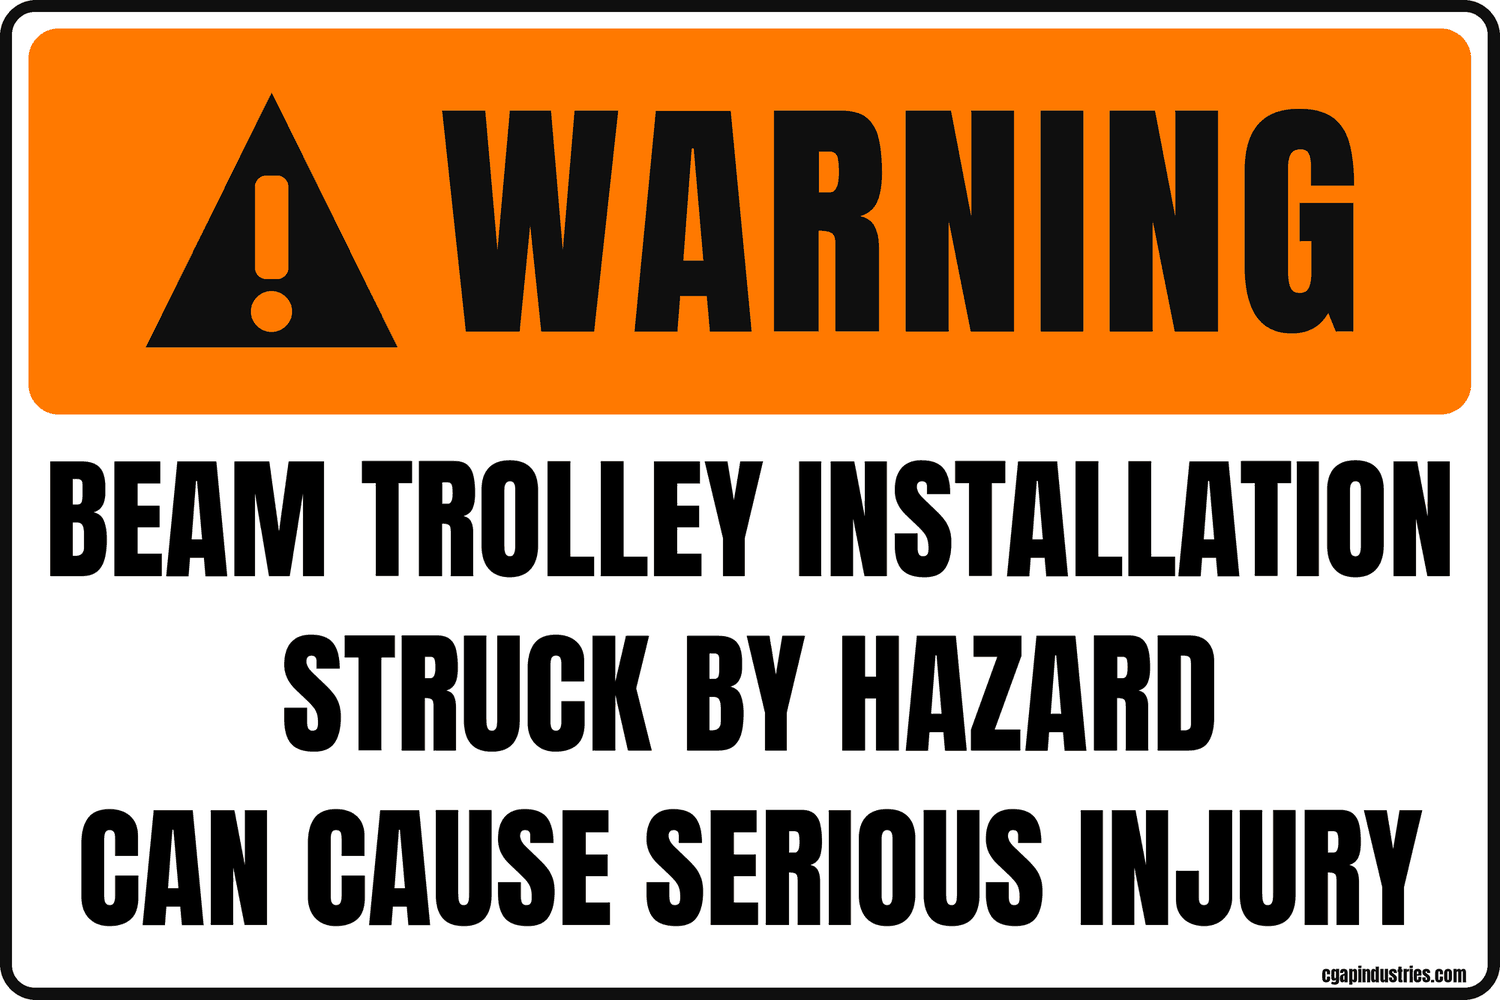 WARNING
BEAM TROLLEY INSTALLATION
STRUCK BY HAZARD
CAN CAUSE SERIOUS INJURY
cgapindustries.com